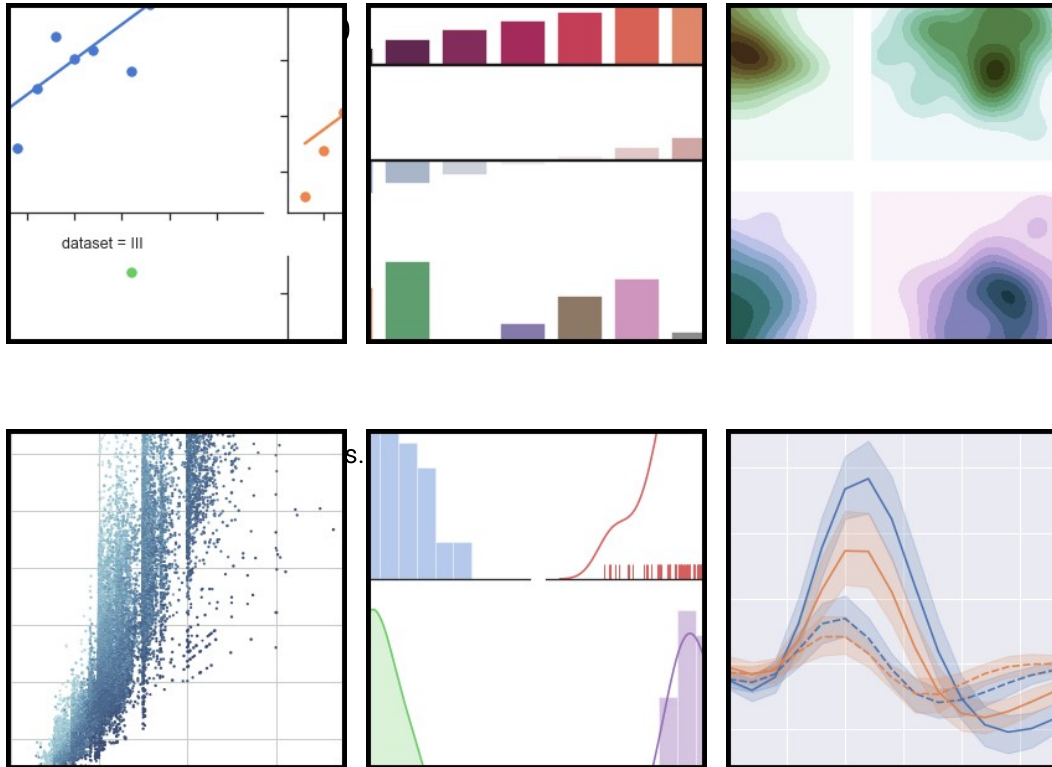 )
dataset = III
s.